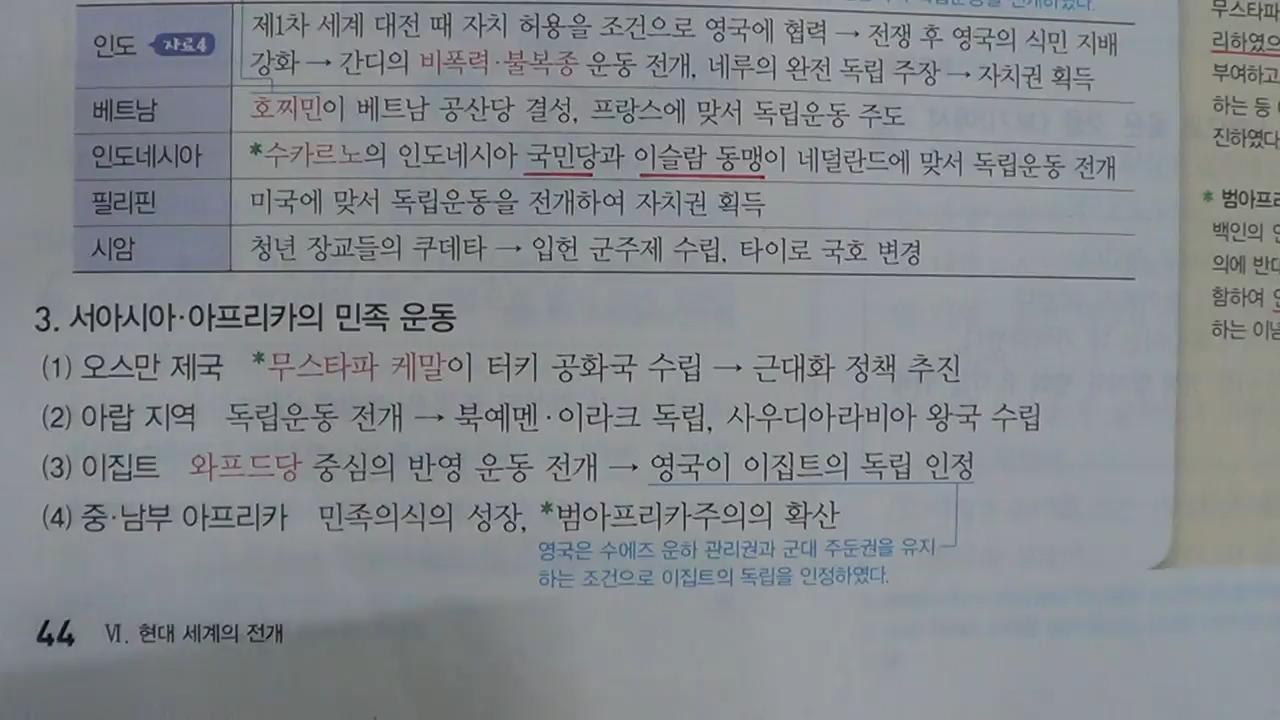 인도 자료4 제1차 세계 대전 때 자치 허용을 조건으로 영국에 협력 → 전쟁 후 영국의 식민 지배
강화 → 간디의 비폭력·불복종 운동 전개, 네루의 완전 독립 주장 → 자치권 획득
베트남 호찌민이 베트남 공산당 결성, 프랑스에 맞서 독립운동 주도
인도네시아 *수카르노의 인도네시아 국민당과 이슬람 동맹이 네덜란드에 맞서 독립운동 전개
필리핀 미국에 맞서 독립운동을 전개하여 자치권 획득
시암 청년 장교들의 쿠데타 → 입헌 군주제 수립, 타이로 국호 변경
3. 서아시아·아프리카의 민족 운동
(1) 오스만 제국 *무스타파 케말이 터키 공화국 수립 → 근대화 정책 추진
(2) 아랍 지역 독립운동 전개 → 북예멘·이라크 독립, 사우디아라비아 왕국 수립
(3) 이집트 와프드당 중심의 반영 운동 전개 → 영국이 이집트의 독립 인정
(4) 중·남부 아프리카 민족의식의 성장, *범아프리카주의의 확산
영국은 수에즈 운하 관리권과 군대 주둔권을 유지
하는 조건으로 이집트의 독립을 인정하였다.
44 Ⅵ. 현대 세계의 전개
무스타파
리하였으
부여하고
하는 등
진하였다
* 범아프리
백인의
의에 반대
함하여
하는 이념